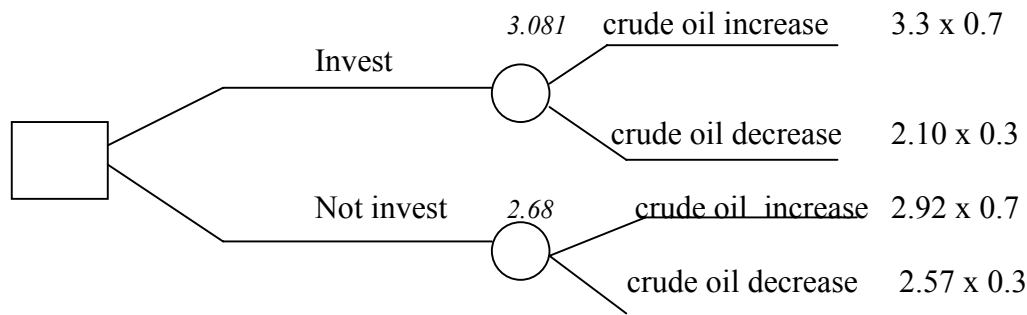 3.081 crude oil increase 3.3 x 0.7
Invest
crude oil decrease 2.10 x 0.3
Not invest 2.68 crude oil increase 2.92 x 0.7
crude oil decrease 2.57 x 0.3